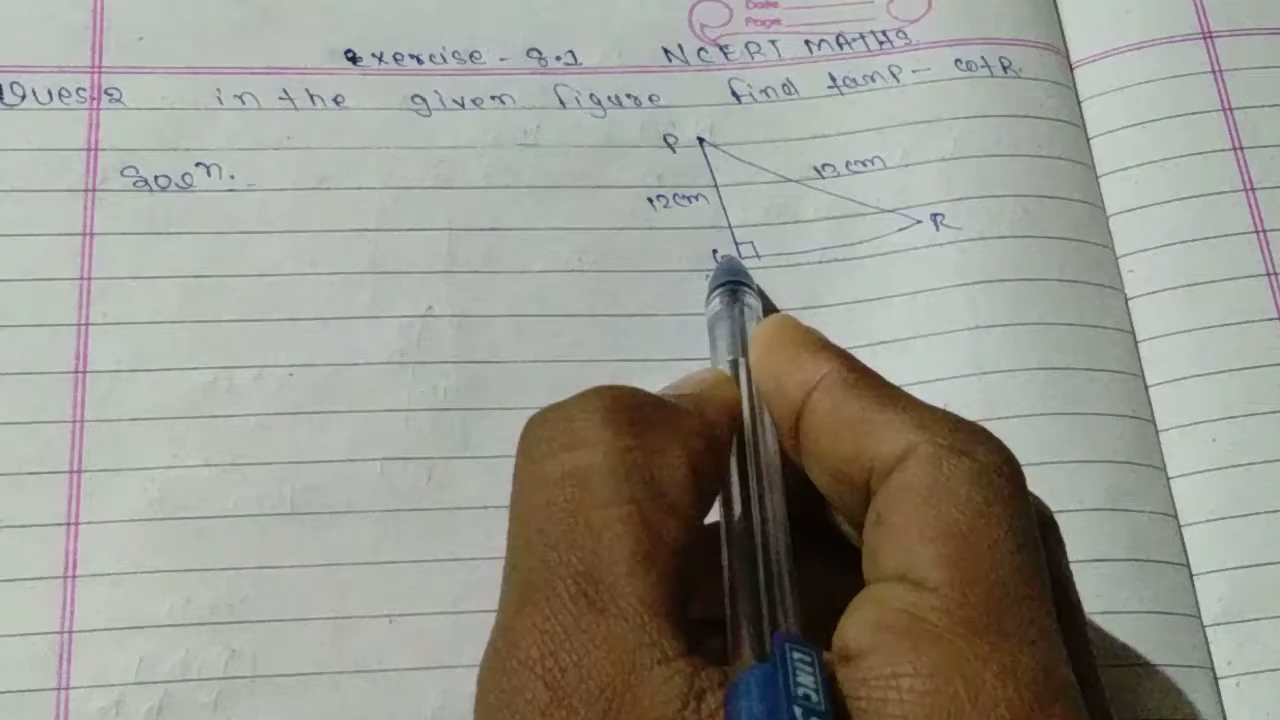 Date
Page
exercise - 8.1 NCERT MATHS
Ques.2 in the given figure find tanP - cotR.
Soln.
P
13cm
12cm
R
LINC